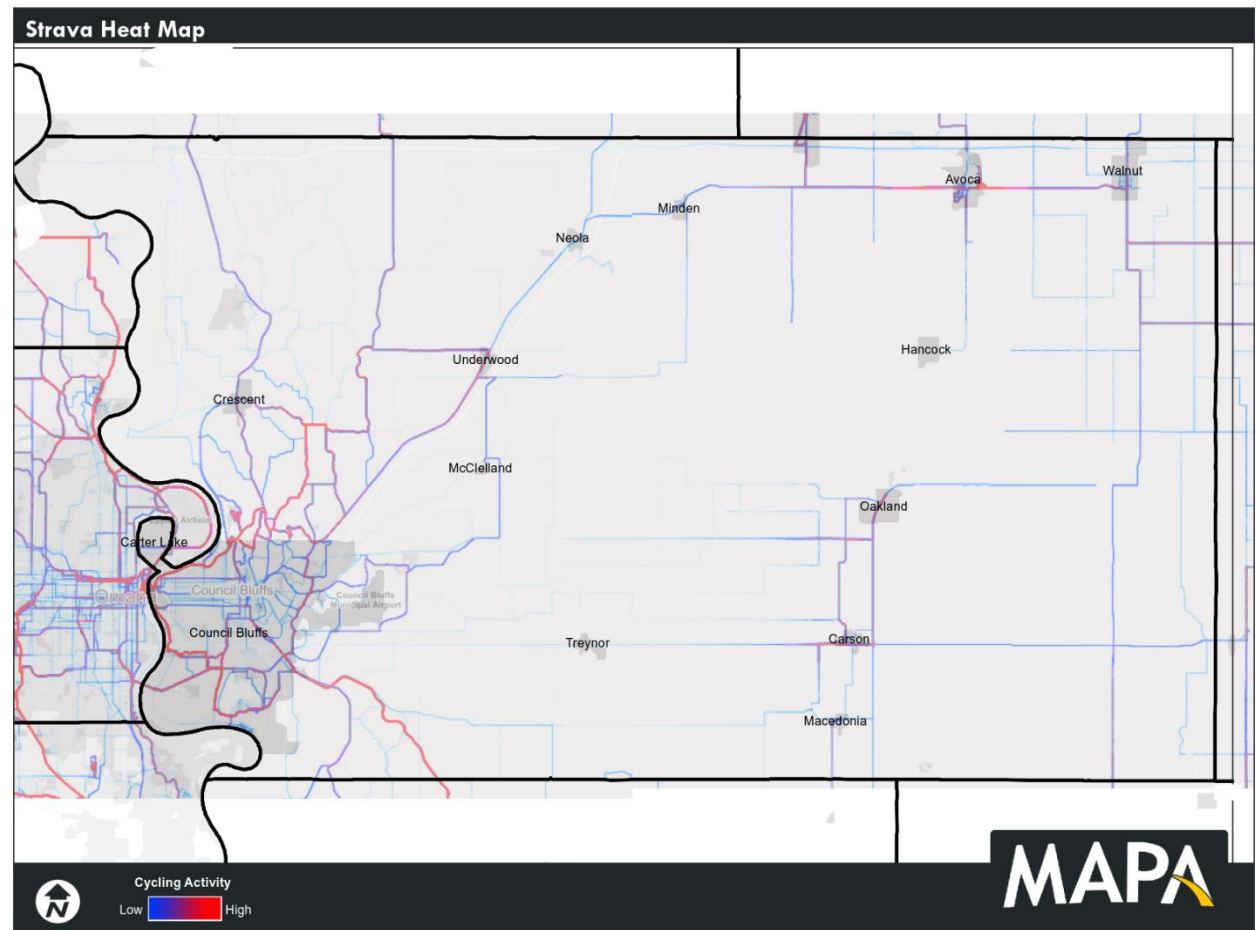 Strava Heat Map
Walnut
Avoca
Minden
Neola
Underwood
Hancock
Crescent
McClelland
Oakland
Airfield
Carter Lake
Omaha
Council Bluffs
Council Bluffs
Municipal Airport
Council Bluffs
Treynor
Carson
Macedonia
MAPA
Cycling Activity
Low
High
N